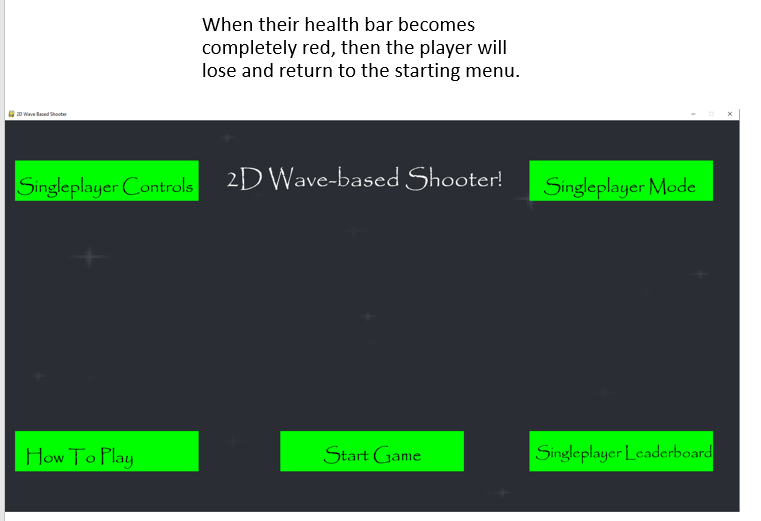 When their health bar becomes
completely red, then the player will
lose and return to the starting menu.
2D Wave Based Shooter
Singleplayer Controls
2D Wave-based Shooter!
Singleplayer Mode
How To Play
Start Game
Singleplayer Leaderboard